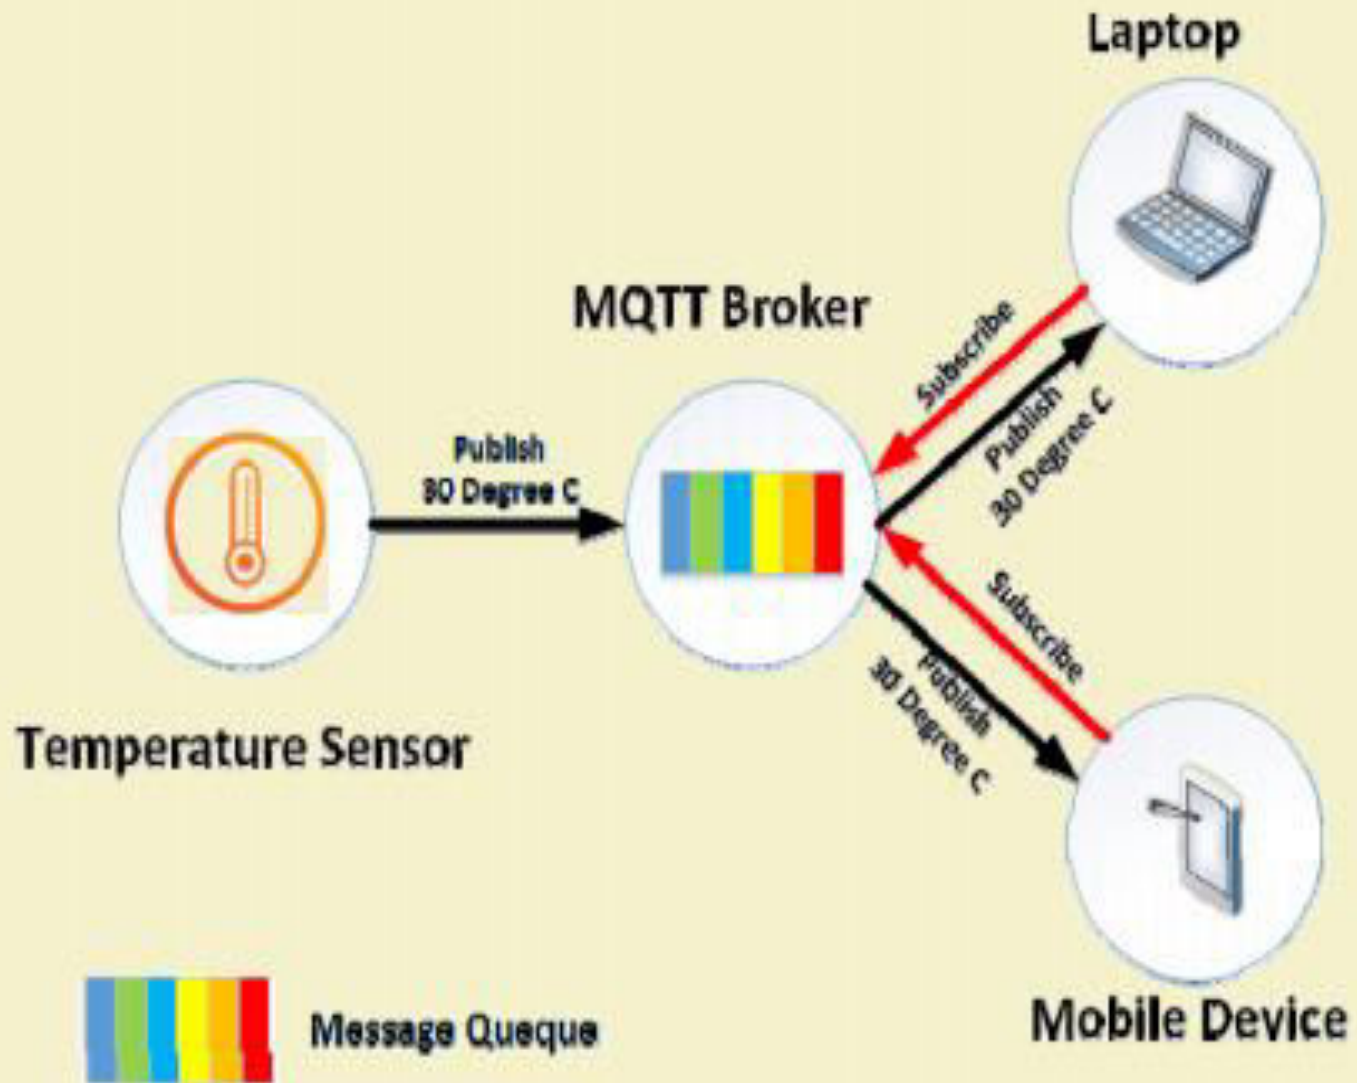 Laptop
MQTT Broker
Subscribe
Publish
30 Degree C
Publish
30 Degree C
Subscribe
Publish
30 Degree C
Temperature Sensor
Mobile Device
Message Queque